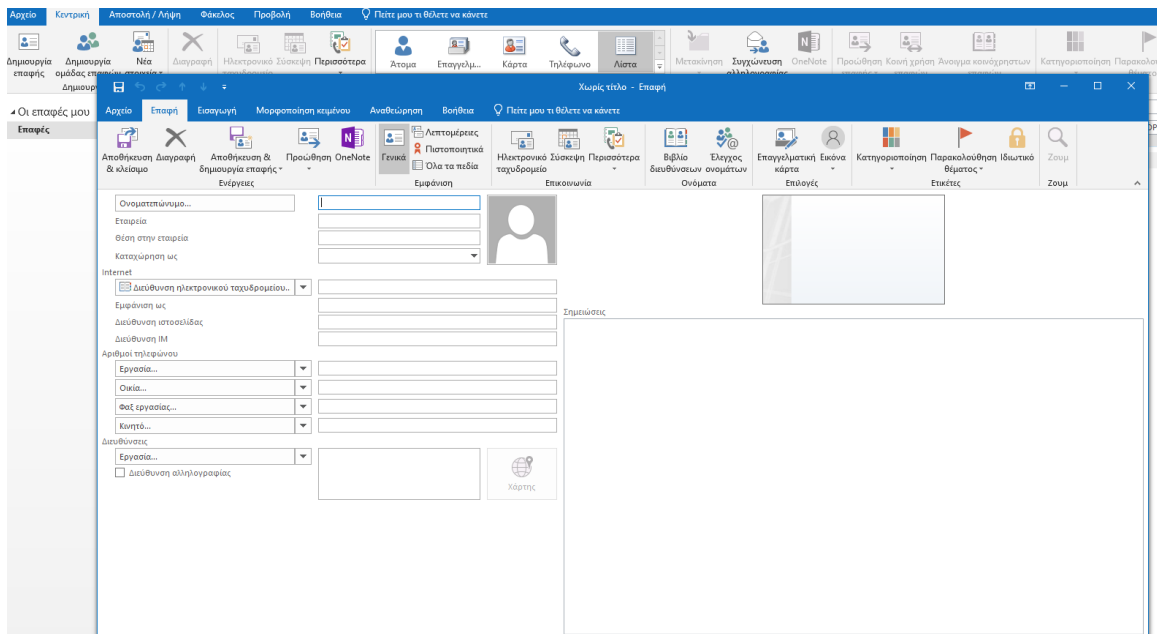 Αρχείο Κεντρική Αποστολή / Λήψη Φάκελος Προβολή Βοήθεια Πείτε μου τι θέλετε να κάνετε
Δημιουργία επαφής
Δημιουργία ομάδας επαφών
Νέα στοιχεία
Διαγραφή
Ηλεκτρονικό ταχυδρομείο
Σύσκεψη
Περισσότερα
Άτομα
Επαγγελμ...
Κάρτα
Τηλέφωνο
Λίστα
Μετακίνηση
Συγχώνευση αλληλογραφίας
OneNote
Προώθηση επαφής
Κοινή χρήση επαφών
Άνοιγμα κοινόχρηστων επαφών
Κατηγοριοποίηση
Οι επαφές μου
Επαφές
Χωρίς τίτλο - Επαφή
Αρχείο Επαφή Εισαγωγή Μορφοποίηση κειμένου Αναθεώρηση Βοήθεια Πείτε μου τι θέλετε να κάνετε
Αποθήκευση & κλείσιμο
Διαγραφή
Αποθήκευση & δημιουργία επαφής
Προώθηση
OneNote
Γενικά
Λεπτομέρειες
Πιστοποιητικά
Όλα τα πεδία
Ηλεκτρονικό ταχυδρομείο
Σύσκεψη
Περισσότερα
Βιβλίο διευθύνσεων
Έλεγχος ονομάτων
Επαγγελματική κάρτα
Εικόνα
Κατηγοριοποίηση
Παρακολούθηση θέματος
Ιδιωτικό
Ζουμ
Ενέργειες Εμφάνιση Επικοινωνία Ονόματα Επιλογές Ετικέτες Ζουμ
Ονοματεπώνυμο...
Εταιρεία
Θέση στην εταιρεία
Καταχώρηση ως
Internet
Διεύθυνση ηλεκτρονικού ταχυδρομείου..
Εμφάνιση ως
Διεύθυνση ιστοσελίδας
Διεύθυνση IM
Αριθμοί τηλεφώνου
Εργασία...
Οικία...
Φαξ εργασίας...
Κινητό...
Διευθύνσεις
Εργασία...
Διεύθυνση αλληλογραφίας
Χάρτης
Σημειώσεις